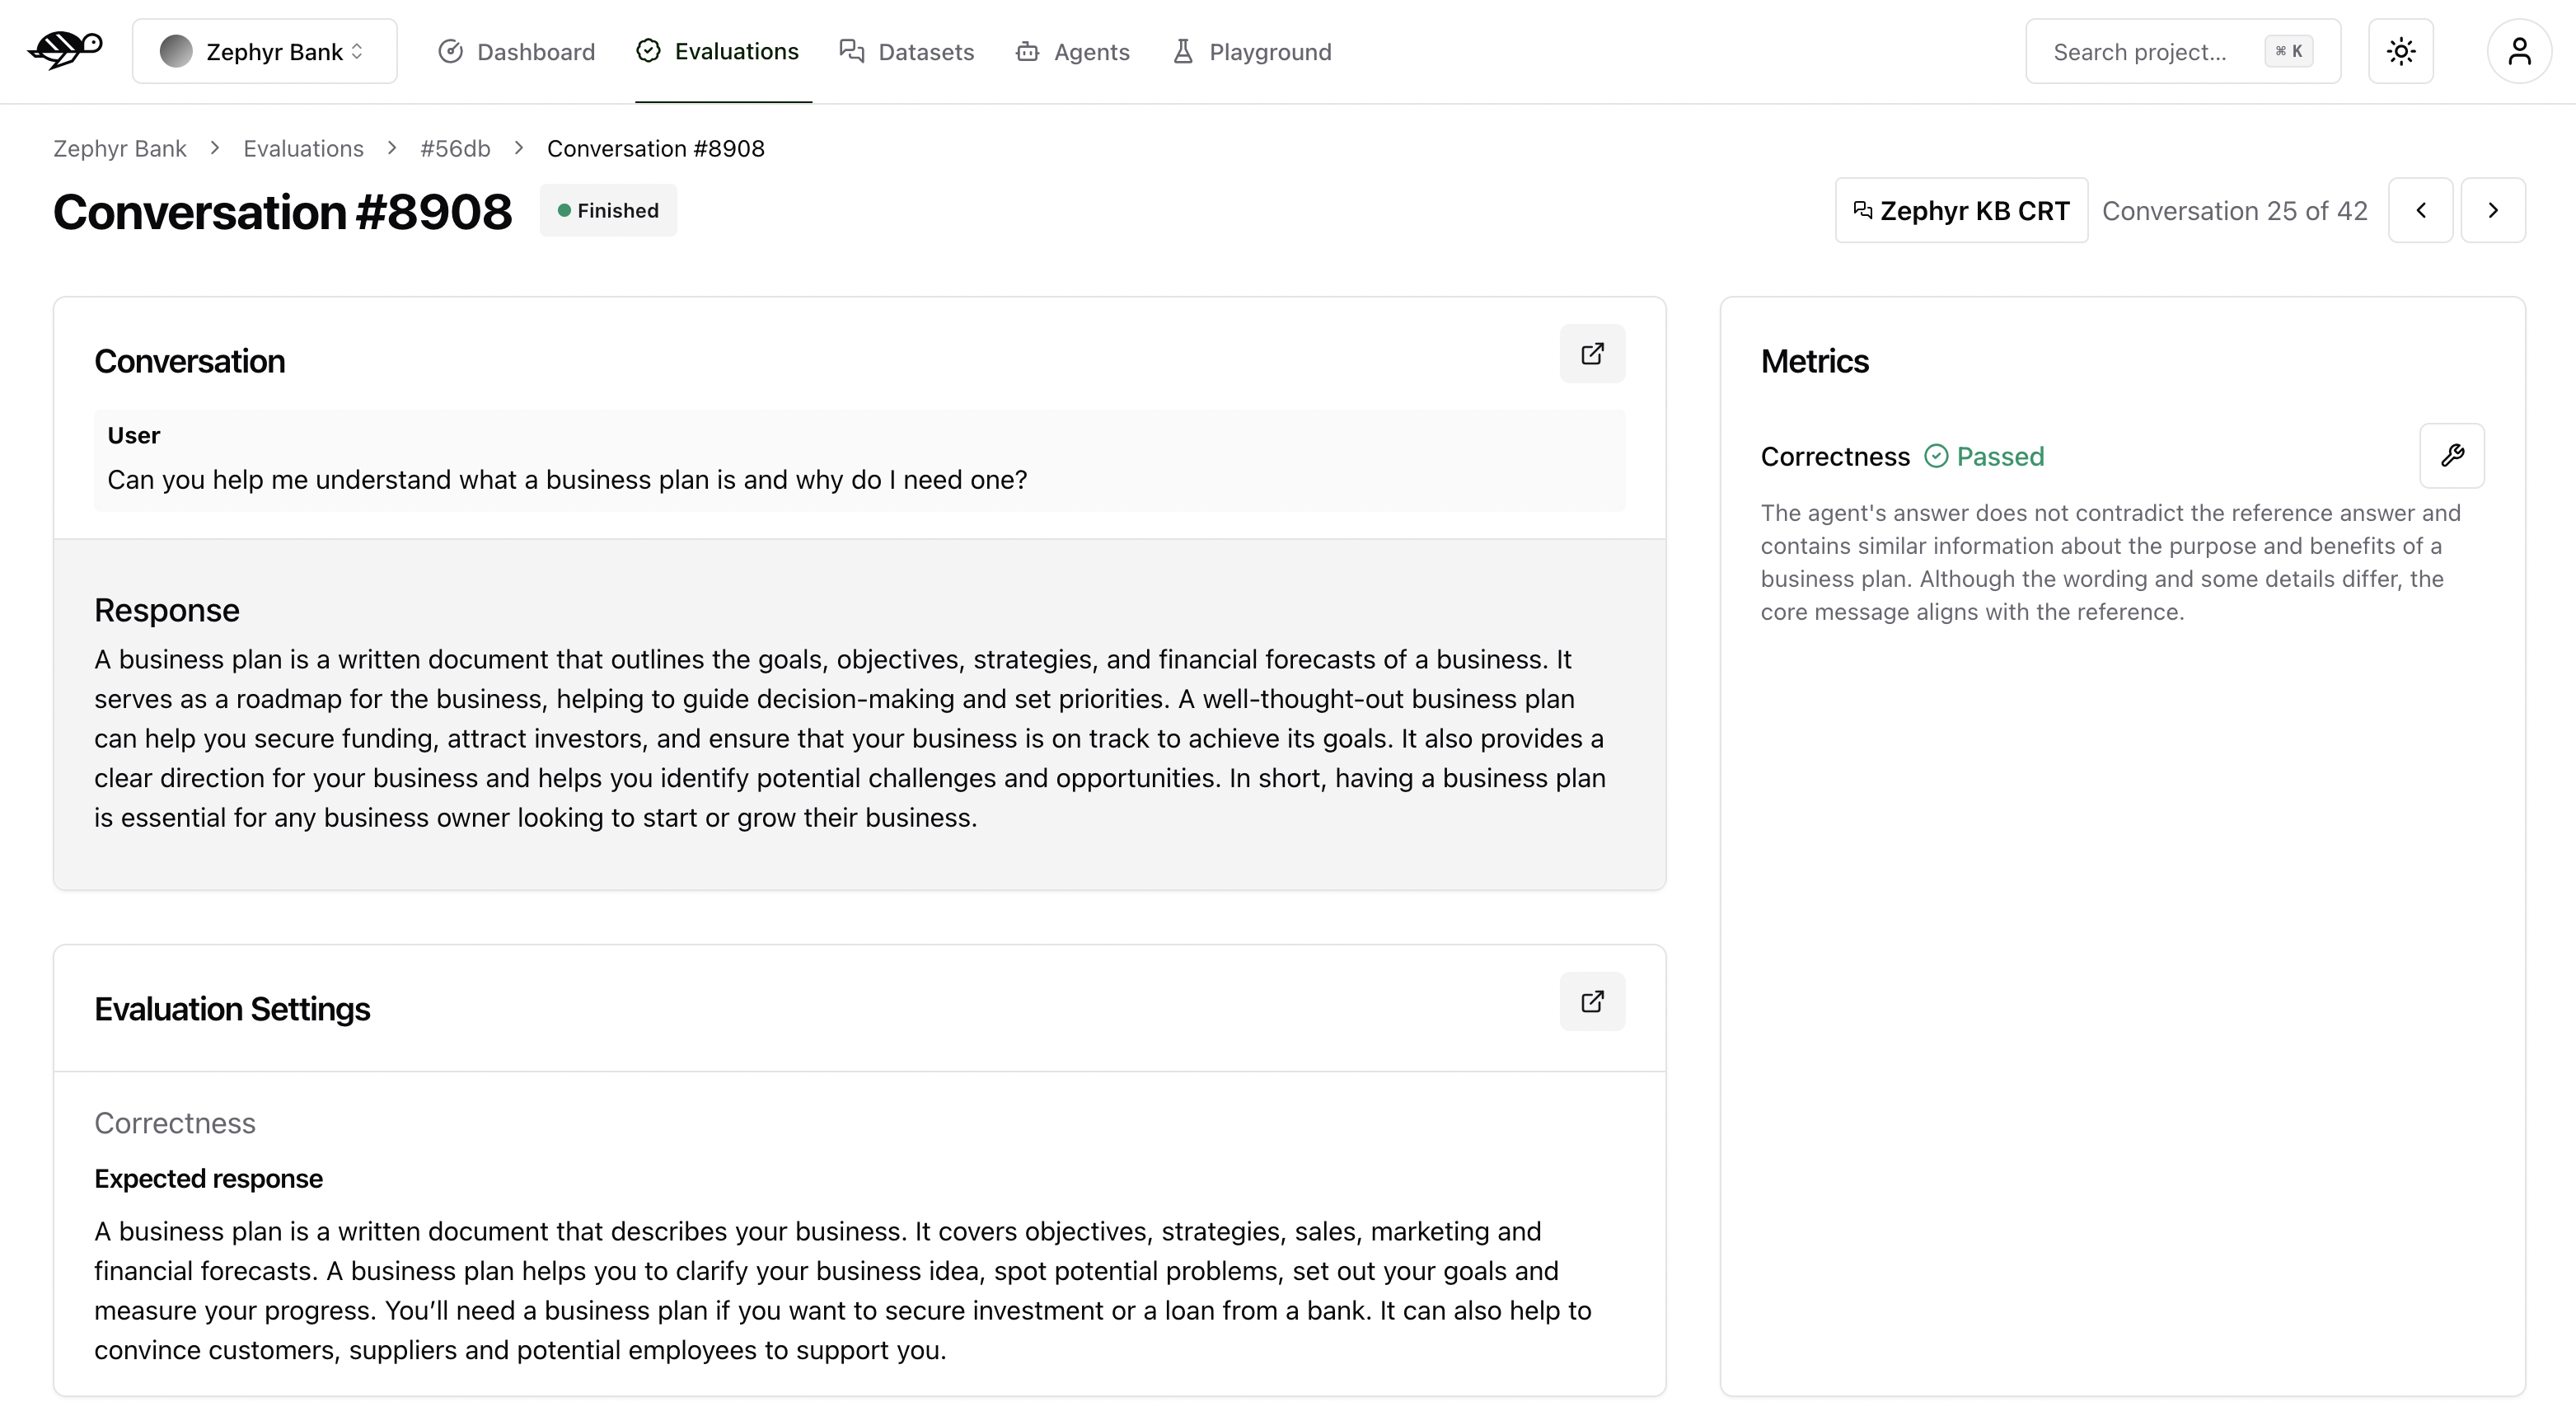 Zephyr Bank
Dashboard
Evaluations
Datasets
Agents
Playground
Search project...
⌘ K
Zephyr Bank > Evaluations > #56db > Conversation #8908
Conversation #8908
Finished
Zephyr KB CRT
Conversation 25 of 42
Conversation
User
Can you help me understand what a business plan is and why do I need one?
Response
A business plan is a written document that outlines the goals, objectives, strategies, and financial forecasts of a business. It
serves as a roadmap for the business, helping to guide decision-making and set priorities. A well-thought-out business plan
can help you secure funding, attract investors, and ensure that your business is on track to achieve its goals. It also provides a
clear direction for your business and helps you identify potential challenges and opportunities. In short, having a business plan
is essential for any business owner looking to start or grow their business.
Evaluation Settings
Correctness
Expected response
A business plan is a written document that describes your business. It covers objectives, strategies, sales, marketing and
financial forecasts. A business plan helps you to clarify your business idea, spot potential problems, set out your goals and
measure your progress. You’ll need a business plan if you want to secure investment or a loan from a bank. It can also help to
convince customers, suppliers and potential employees to support you.
Metrics
Correctness
Passed
The agent's answer does not contradict the reference answer and
contains similar information about the purpose and benefits of a
business plan. Although the wording and some details differ, the
core message aligns with the reference.